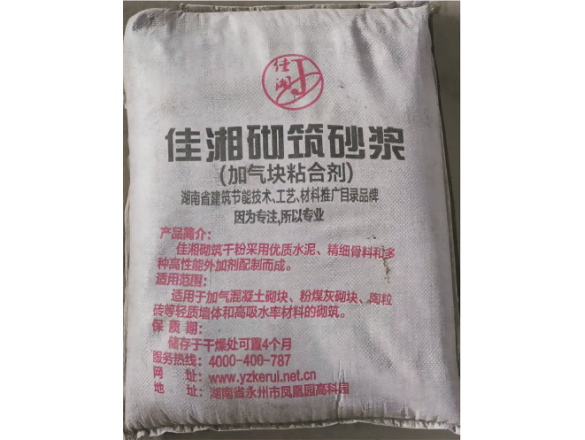 佳湘
佳湘砌筑砂浆
(加气块粘合剂)
湖南省建筑节能技术、工艺、材料推广目录品牌
因为专注,所以专业
产品简介:
佳湘砌筑干粉采用优质水泥、精细骨料和多
种高性能外加剂配制而成。
适用范围:
适用于加气混凝土砌块、粉煤灰砌块、陶粒
砖等轻质墙体和高吸水率材料的砌筑。
保质期:
储存于干燥处可置4个月
服务热线:4000-400-787
网 址:www.yzkerui.net.cn
地 址:湖南省永州市凤凰园高科园